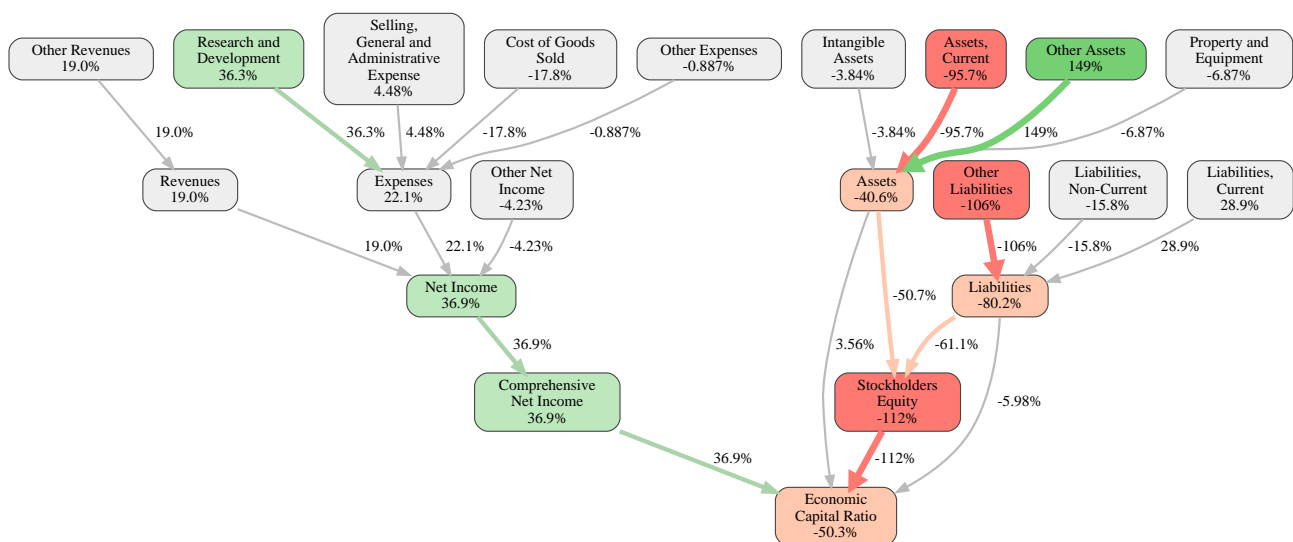 Other Revenues
19.0%
Research and
Development
36.3%
Selling,
General and
Administrative
Expense
4.48%
Cost of Goods
Sold
-17.8%
Other Expenses
-0.887%
Intangible
Assets
-3.84%
Assets,
Current
-95.7%
Other Assets
149%
Property and
Equipment
-6.87%
19.0%
36.3%
4.48%
-17.8%
-0.887%
-3.84%
-95.7%
149%
-6.87%
Revenues
19.0%
Expenses
22.1%
Other Net
Income
-4.23%
Assets
-40.6%
Other
Liabilities
-106%
Liabilities,
Non-Current
-15.8%
Liabilities,
Current
28.9%
19.0%
22.1%
-4.23%
-106%
-15.8%
28.9%
Net Income
36.9%
Liabilities
-80.2%
-50.7%
36.9%
3.56%
-61.1%
Comprehensive
Net Income
36.9%
Stockholders
Equity
-112%
-5.98%
36.9%
-112%
Economic
Capital Ratio
-50.3%